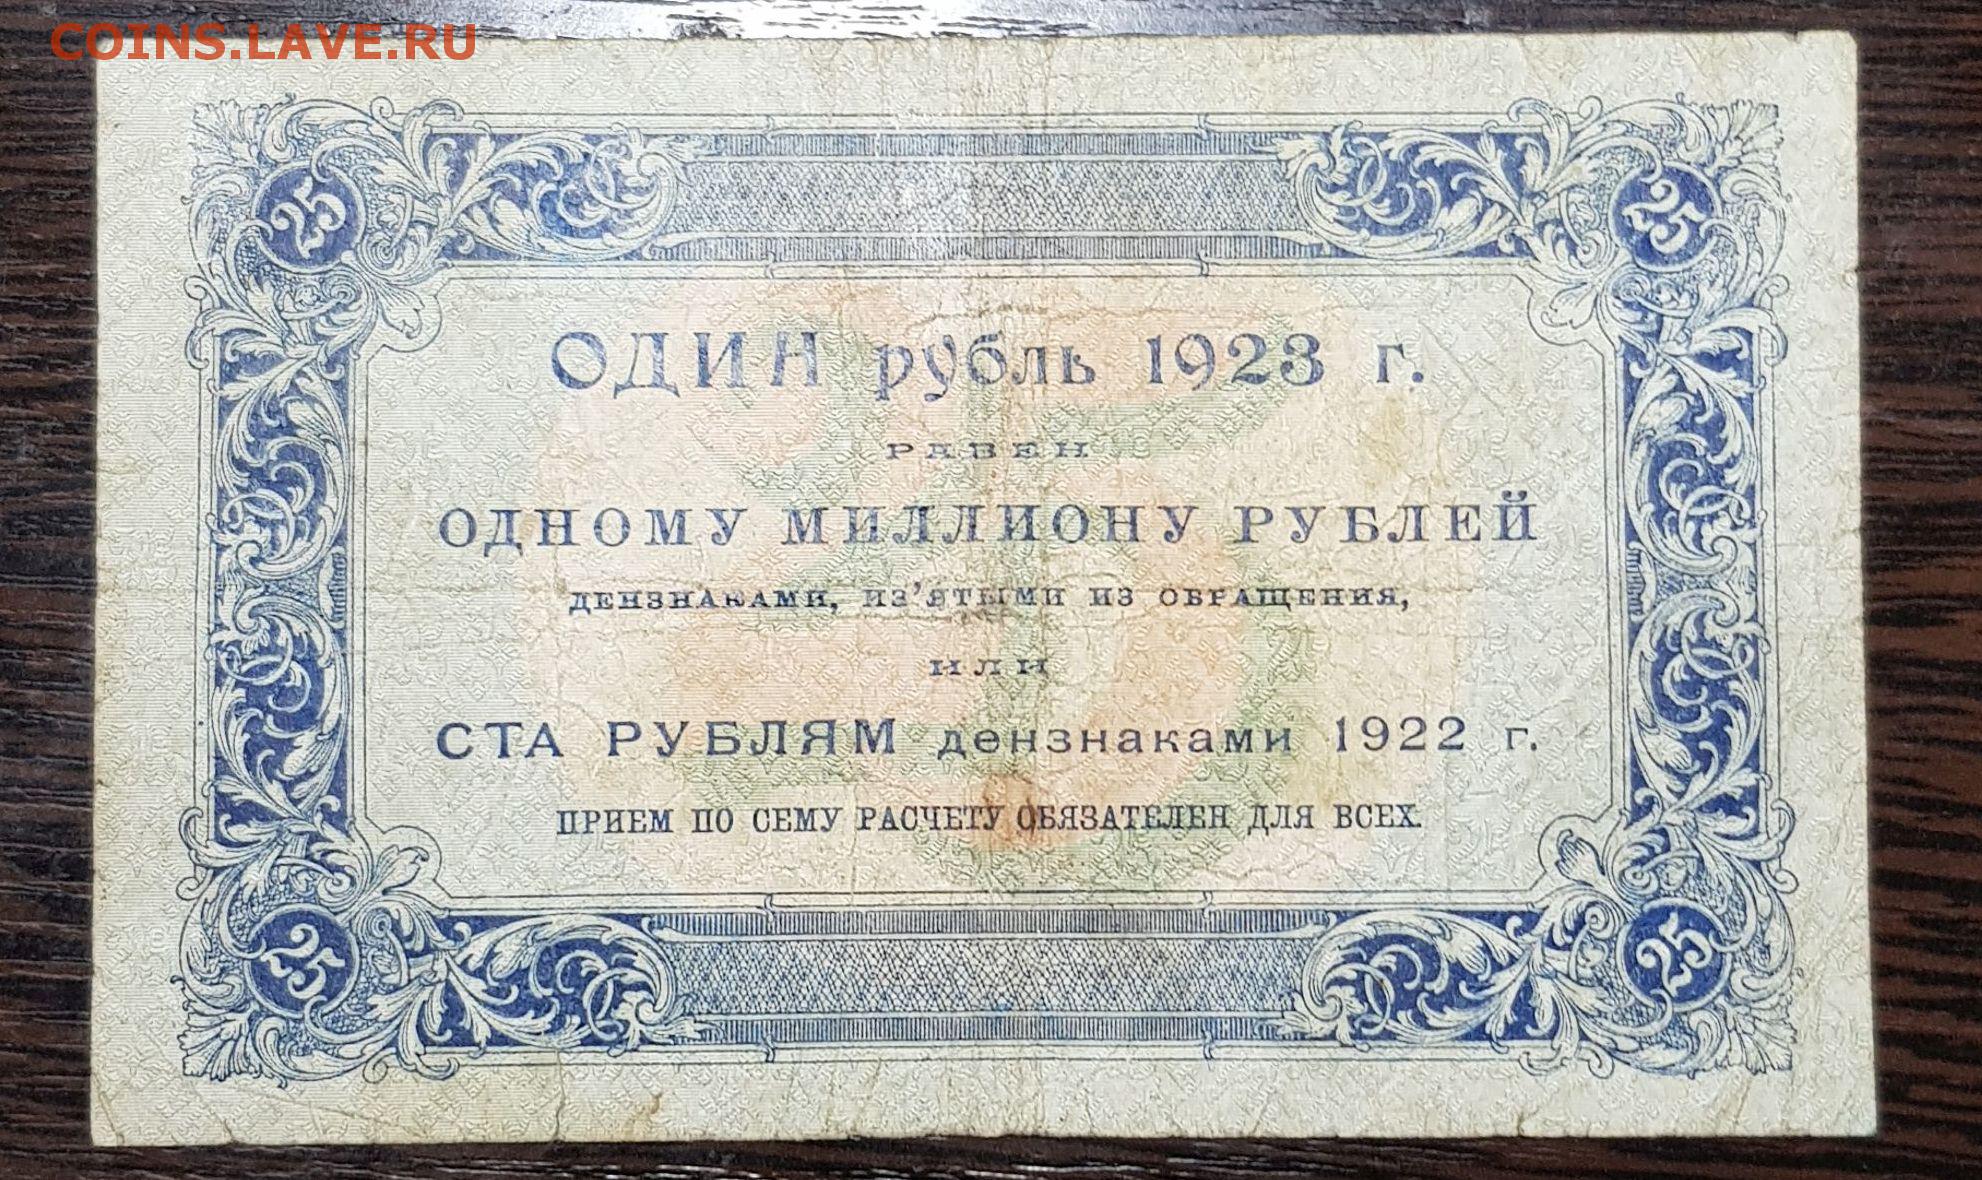 COINS.LAVE.RU
25 25
ОДИН рубль 1923 г.
РАВЕН
ОДНОМУ МИЛЛИОНУ РУБЛЕЙ
ДЕНЗНАКАМИ, ИЗ'ЯТЫМИ ИЗ ОБРАЩЕНИЯ,
ИЛИ
СТА РУБЛЯМ дензнаками 1922 г.
ПРИЕМ ПО СЕМУ РАСЧЕТУ ОБЯЗАТЕЛЕН ДЛЯ ВСЕХ.
25 25